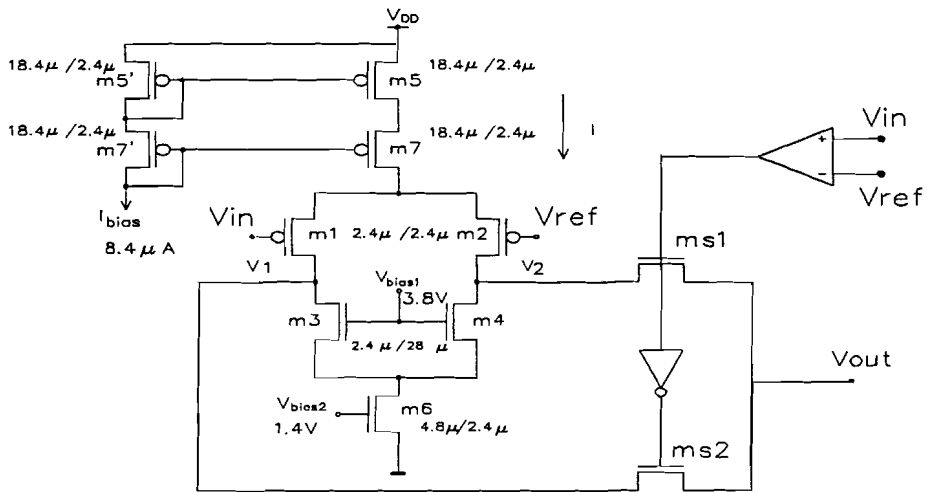 VDD
18.4μ/2.4μ
m5'
m5
18.4μ/2.4μ
18.4μ/2.4μ
m7'
m7
18.4μ/2.4μ
I
Ibias
8.4μA
Vin
m1
2.4μ/2.4μ
m2
Vref
V1
V2
Vbias1
3.8V
m3
m4
2.4μ/28 μ
Vbias2
1.4V
m6
4.8μ/2.4μ
+
Vin
-
Vref
ms1
Vout
ms2